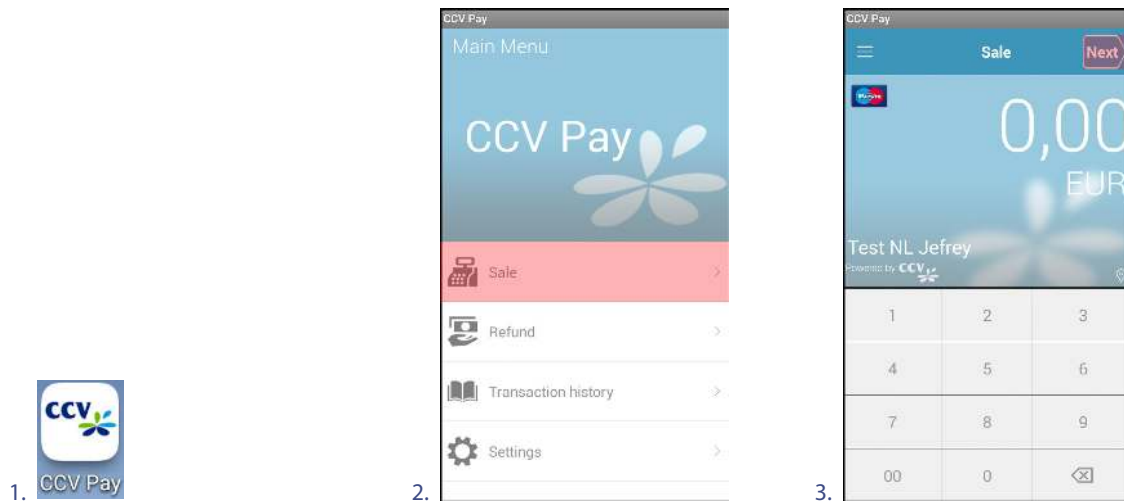 1.
CCV
CCV Pay
2.
CCV Pay
Main Menu
CCV Pay
Sale
Refund
Transaction history
Settings
3.
CCV Pay
Sale
Next
Maestro
0,00
EUR
Test NL Jefrey
Powered by CCV
1 2 3
4 5 6
7 8 9
00 0